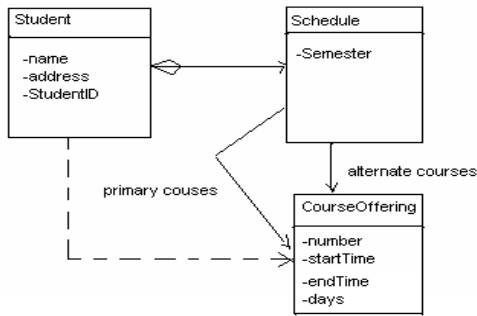 Student
-name
-address
-StudentID
Schedule
-Semester
alternate courses
primary couses
CourseOffering
-number
-startTime
-endTime
-days